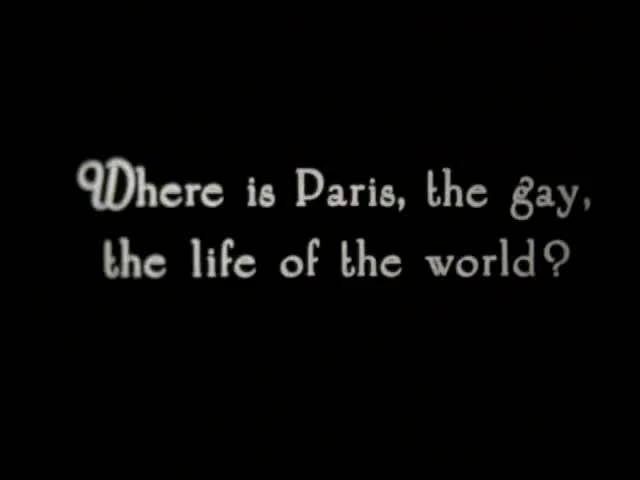 Where is Paris, the gay,
the life of the world?